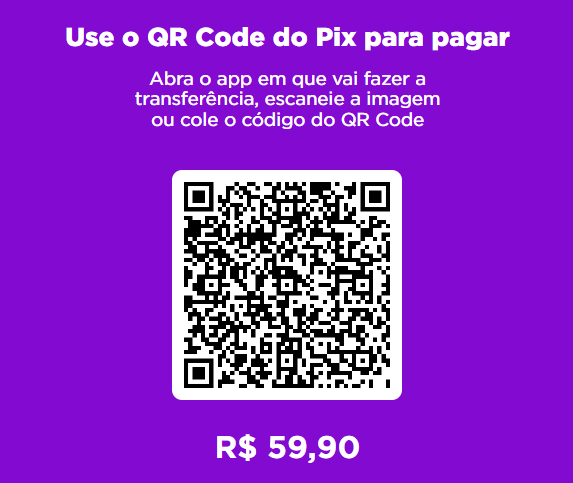 Use o QR Code do Pix para pagar
Abra o app em que vai fazer a
transferência, escaneie a imagem
ou cole o código do QR Code
R$ 59,90